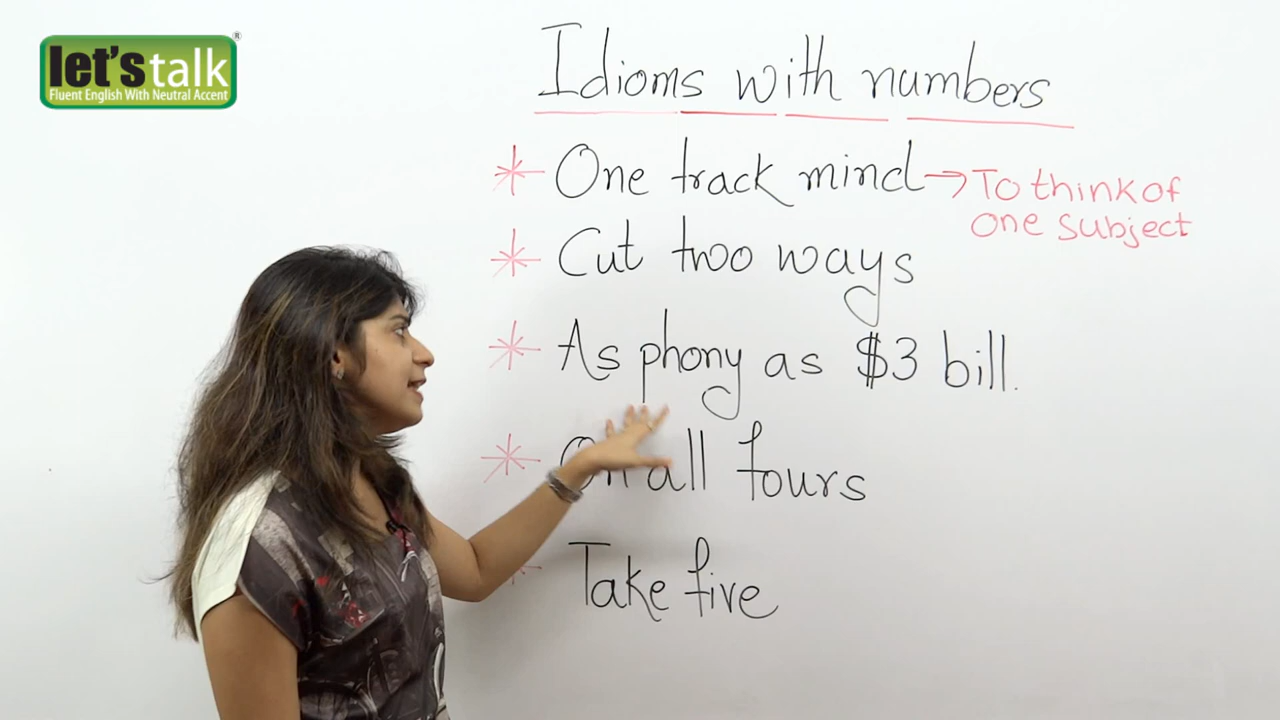 let's talk®
Fluent English With Neutral Accent
Idioms with numbers
One track mind → To think of
one subject
Cut two ways
As phony as $3 bill.
On all fours
Take five